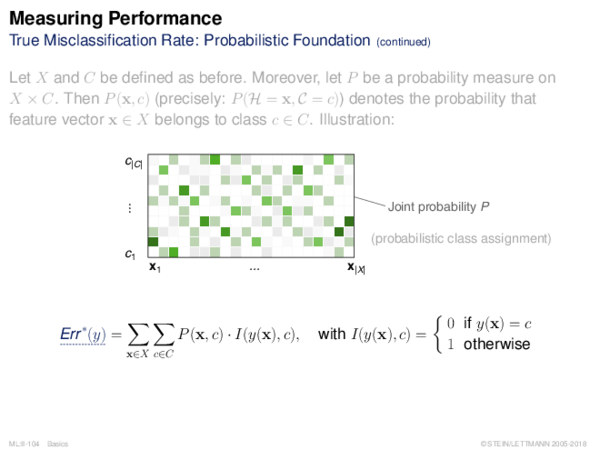 Measuring Performance
True Misclassification Rate: Probabilistic Foundation (continued)
Let X and C be defined as before. Moreover, let P be a probability measure on
X × C. Then P(x, c) (precisely: P(ℋ = x, 𝒞 = c)) denotes the probability that
feature vector x ∈ X belongs to class c ∈ C. Illustration:
c|C|
⋮
c1
x1 ... x|X|
Joint probability P
(probabilistic class assignment)
Err*(y) = ∑x∈X ∑c∈C P(x, c) · I(y(x), c), with I(y(x), c) = { 0 if y(x) = c
1 otherwise
ML:II-104 Basics © STEIN/LETTMANN 2005-2018